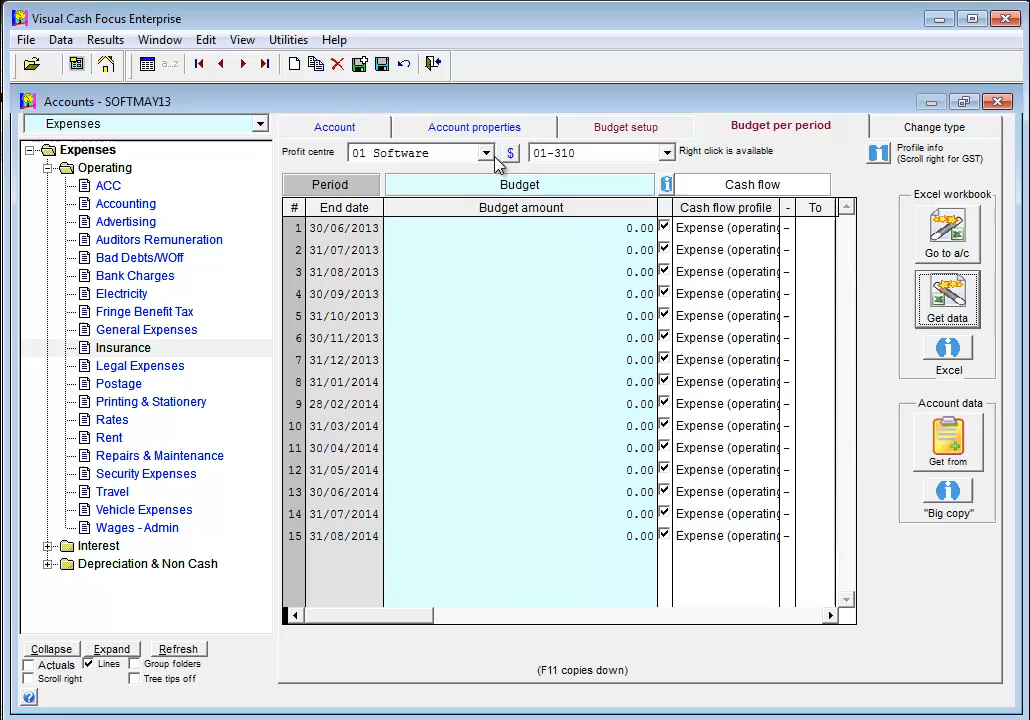 Visual Cash Focus Enterprise
File Data Results Window Edit View Utilities Help
a...z
Accounts - SOFTMAY13
Expenses
Account Account properties Budget setup Budget per period Change type
Profit centre 01 Software $ 01-310 Right click is available
Profile info
(Scroll right for GST)
Period Budget Cash flow
# End date Budget amount Cash flow profile - To
1 30/06/2013 0.00 Expense (operating -
2 31/07/2013 0.00 Expense (operating -
3 31/08/2013 0.00 Expense (operating -
4 30/09/2013 0.00 Expense (operating -
5 31/10/2013 0.00 Expense (operating -
6 30/11/2013 0.00 Expense (operating -
7 31/12/2013 0.00 Expense (operating -
8 31/01/2014 0.00 Expense (operating -
9 28/02/2014 0.00 Expense (operating -
10 31/03/2014 0.00 Expense (operating -
11 30/04/2014 0.00 Expense (operating -
12 31/05/2014 0.00 Expense (operating -
13 30/06/2014 0.00 Expense (operating -
14 31/07/2014 0.00 Expense (operating -
15 31/08/2014 0.00 Expense (operating -
(F11 copies down)
Expenses
Operating
ACC
Accounting
Advertising
Auditors Remuneration
Bad Debts/WOff
Bank Charges
Electricity
Fringe Benefit Tax
General Expenses
Insurance
Legal Expenses
Postage
Printing & Stationery
Rates
Rent
Repairs & Maintenance
Security Expenses
Travel
Vehicle Expenses
Wages - Admin
Interest
Depreciation & Non Cash
Collapse Expand Refresh
Actuals Lines Group folders
Scroll right Tree tips off
Excel workbook
Go to a/c
Get data
Excel
Account data
Get from
"Big copy"